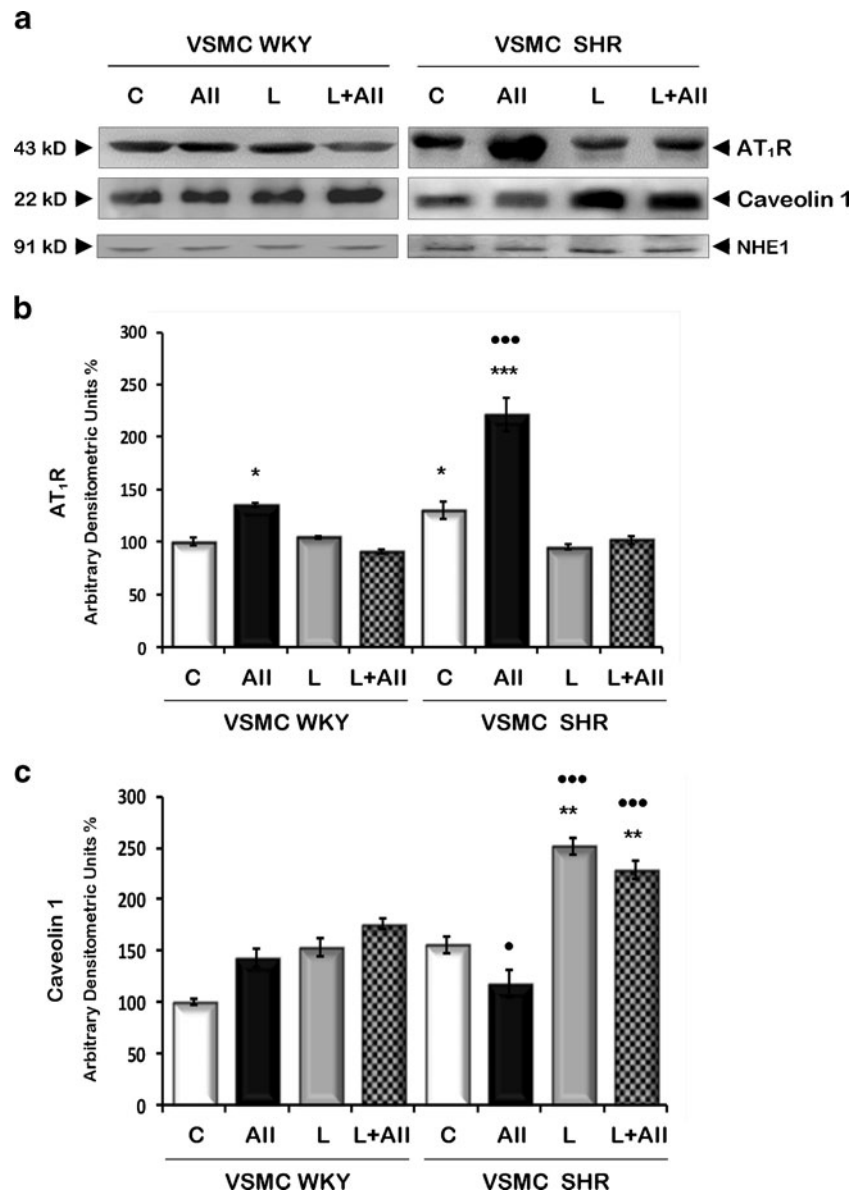 a
VSMC WKY VSMC SHR
C AII L L+AII C AII L L+AII
43 kD ▶ ◀ AT₁R
22 kD ▶ ◀ Caveolin 1
91 kD ▶ ◀ NHE1
b
AT₁R
Arbitrary Densitometric Units %
300
250
200
150
100
50
0
*
*
•••
***
C AII L L+AII C AII L L+AII
VSMC WKY VSMC SHR
c
Caveolin 1
Arbitrary Densitometric Units %
300
250
200
150
100
50
0
•
•••
**
•••
**
C AII L L+AII C AII L L+AII
VSMC WKY VSMC SHR